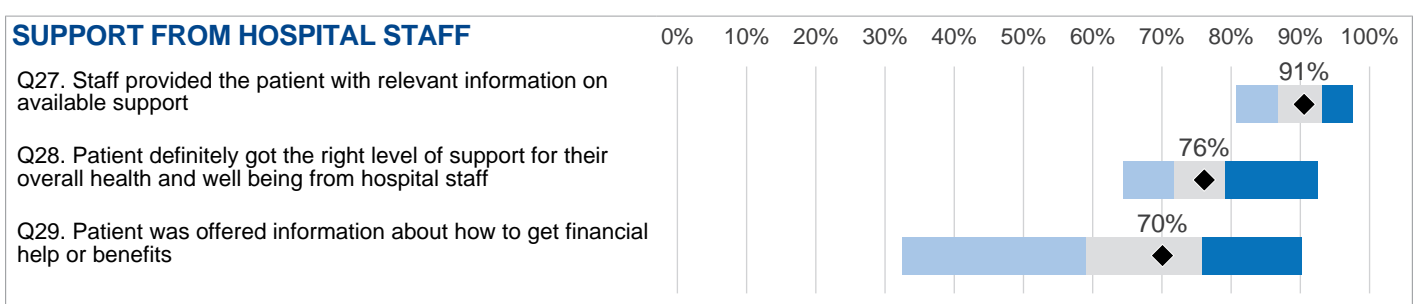 SUPPORT FROM HOSPITAL STAFF 0% 10% 20% 30% 40% 50% 60% 70% 80% 90% 100%
Q27. Staff provided the patient with relevant information on
available support
91%
Q28. Patient definitely got the right level of support for their
overall health and well being from hospital staff
76%
Q29. Patient was offered information about how to get financial
help or benefits
70%